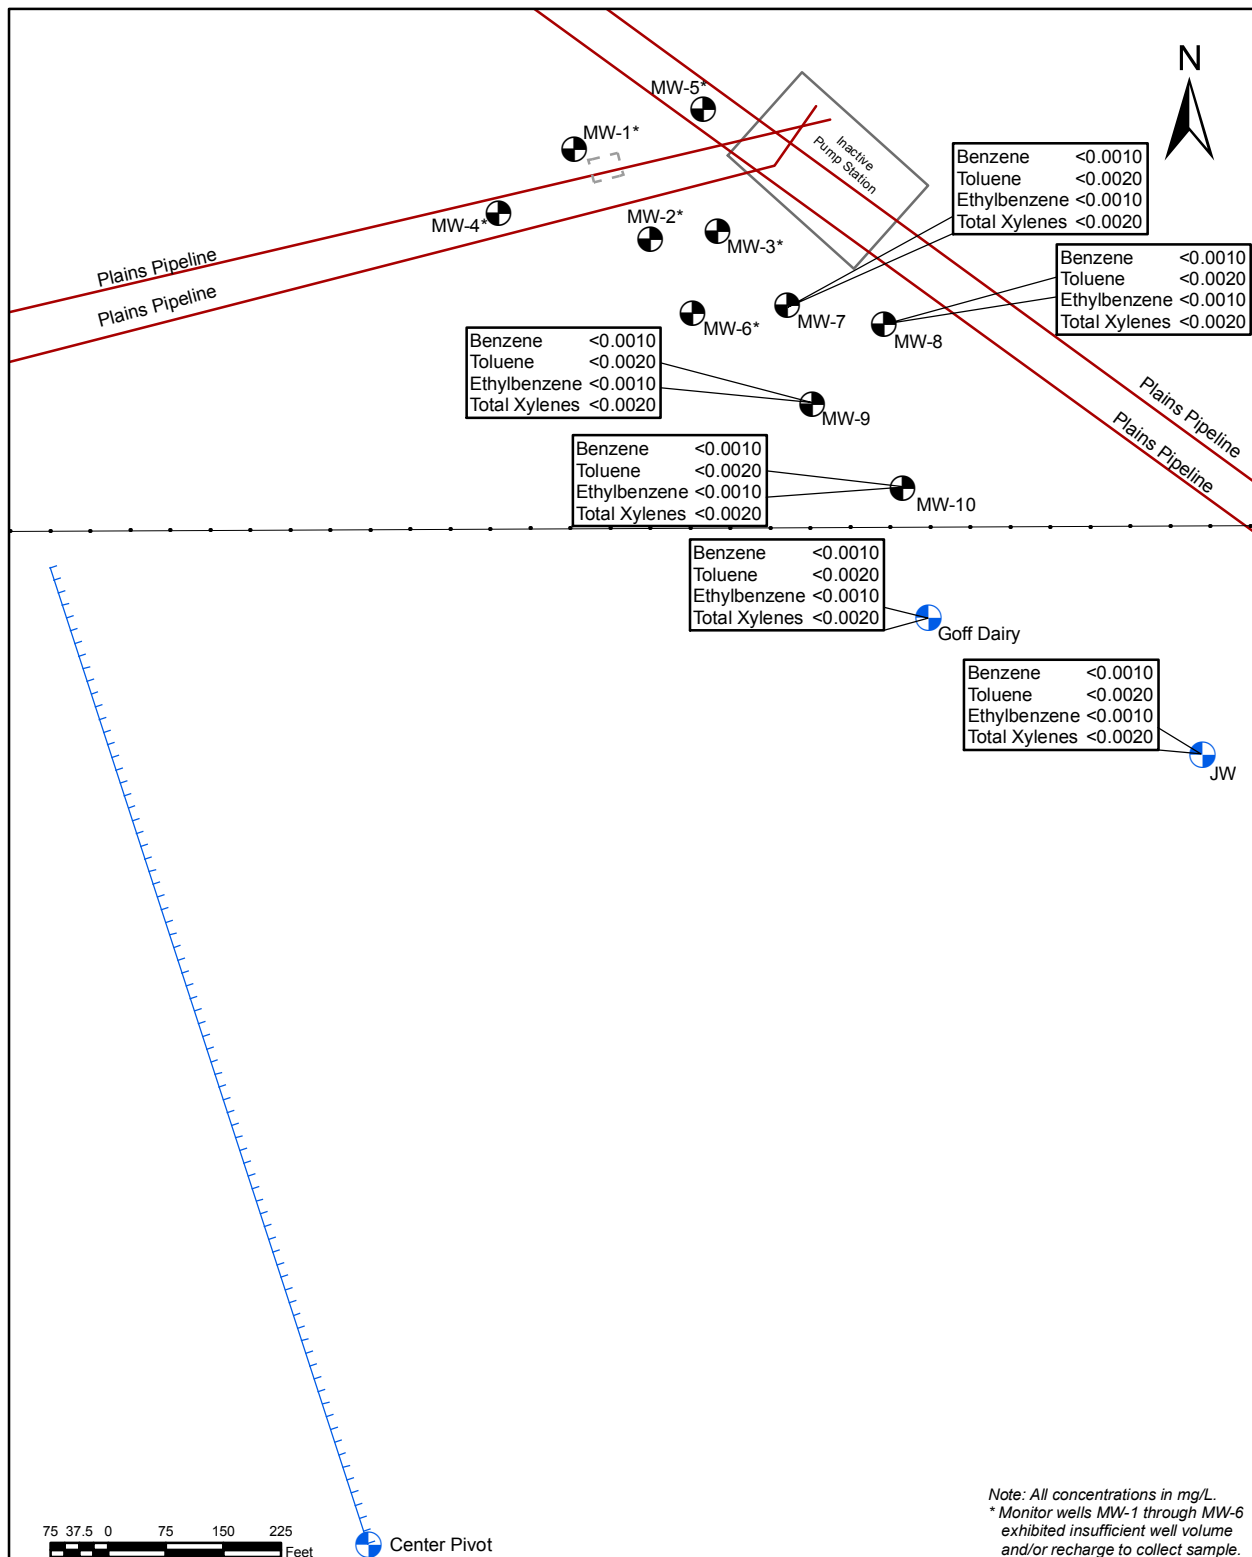 N
MW-5*
MW-1*
Inactive
Pump Station
Benzene <0.0010
Toluene <0.0020
Ethylbenzene <0.0010
Total Xylenes <0.0020
MW-4*
MW-2*
MW-3*
Plains Pipeline
Plains Pipeline
Benzene <0.0010
Toluene <0.0020
Ethylbenzene <0.0010
Total Xylenes <0.0020
MW-6*
MW-7
MW-8
Benzene <0.0010
Toluene <0.0020
Ethylbenzene <0.0010
Total Xylenes <0.0020
MW-9
Plains Pipeline
Plains Pipeline
Benzene <0.0010
Toluene <0.0020
Ethylbenzene <0.0010
Total Xylenes <0.0020
MW-10
Benzene <0.0010
Toluene <0.0020
Ethylbenzene <0.0010
Total Xylenes <0.0020
Goff Dairy
Benzene <0.0010
Toluene <0.0020
Ethylbenzene <0.0010
Total Xylenes <0.0020
JW
Note: All concentrations in mg/L.
* Monitor wells MW-1 through MW-6
exhibited insufficient well volume
and/or recharge to collect sample.
75 37.5 0 75 150 225
Feet
Center Pivot